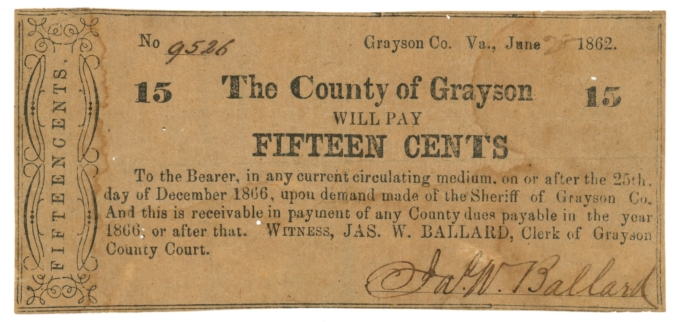 No 9526 Grayson Co. Va., June 1862.
15 The County of Grayson 15
WILL PAY
FIFTEEN CENTS
To the Bearer, in any current circulating medium, on or after the 25th.
day of December 1866, upon demand made of the Sheriff of Grayson Co.
And this is receivable in payment of any County dues payable in the year
1866, or after that. WITNESS, JAS. W. BALLARD, Clerk of Grayson
County Court.
Jas. W. Ballard
FIFTEEN CENTS.